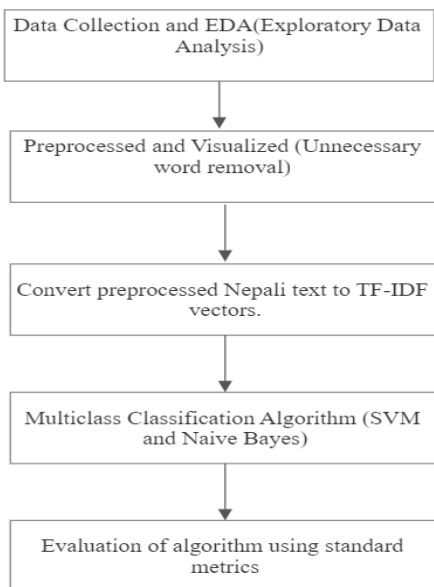 Data Collection and EDA(Exploratory Data
Analysis)
Preprocessed and Visualized (Unnecessary
word removal)
Convert preprocessed Nepali text to TF-IDF
vectors.
Multiclass Classification Algorithm (SVM
and Naive Bayes)
Evaluation of algorithm using standard
metrics